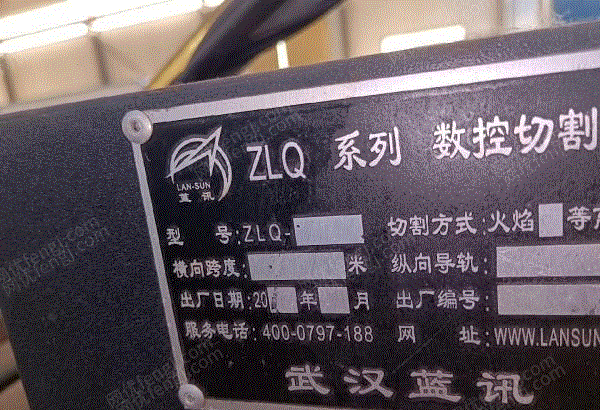 ZLQ 系列 数控切割
LAN-SUN
蓝讯
型 号:ZLQ- 切割方式:火焰 等
横向跨度: 米 纵向导轨:
出厂日期:20 年 月 出厂编号:
服务电话:400-0797-188 网 址:WWW.LANSUN
武汉蓝讯